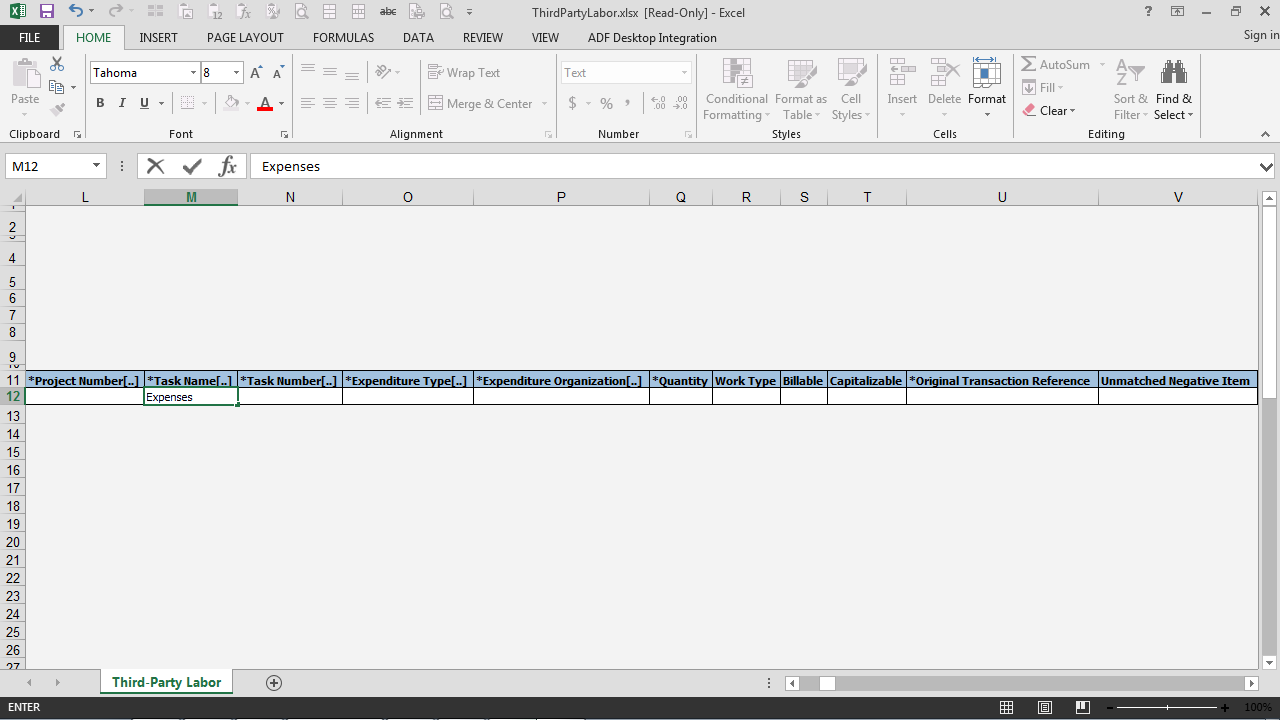 ThirdPartyLabor.xlsx [Read-Only] - Excel
FILE HOME INSERT PAGE LAYOUT FORMULAS DATA REVIEW VIEW ADF Desktop Integration Sign in
Tahoma 8 Wrap Text Text AutoSum
Paste Fill
B I U Merge & Center $ % , Conditional Formatting Format as Table Cell Styles Insert Delete Format Clear Sort & Filter Find & Select
Clipboard Font Alignment Number Styles Cells Editing
M12 fx Expenses
L M N O P Q R S T U V
1
2
3
4
5
6
7
8
9
10
11 *Project Number[..] *Task Name[..] *Task Number[..] *Expenditure Type[..] *Expenditure Organization[..] *Quantity Work Type Billable Capitalizable *Original Transaction Reference Unmatched Negative Item
12 Expenses
13
14
15
16
17
18
19
20
21
22
23
24
25
26
27
Third-Party Labor
ENTER 100%